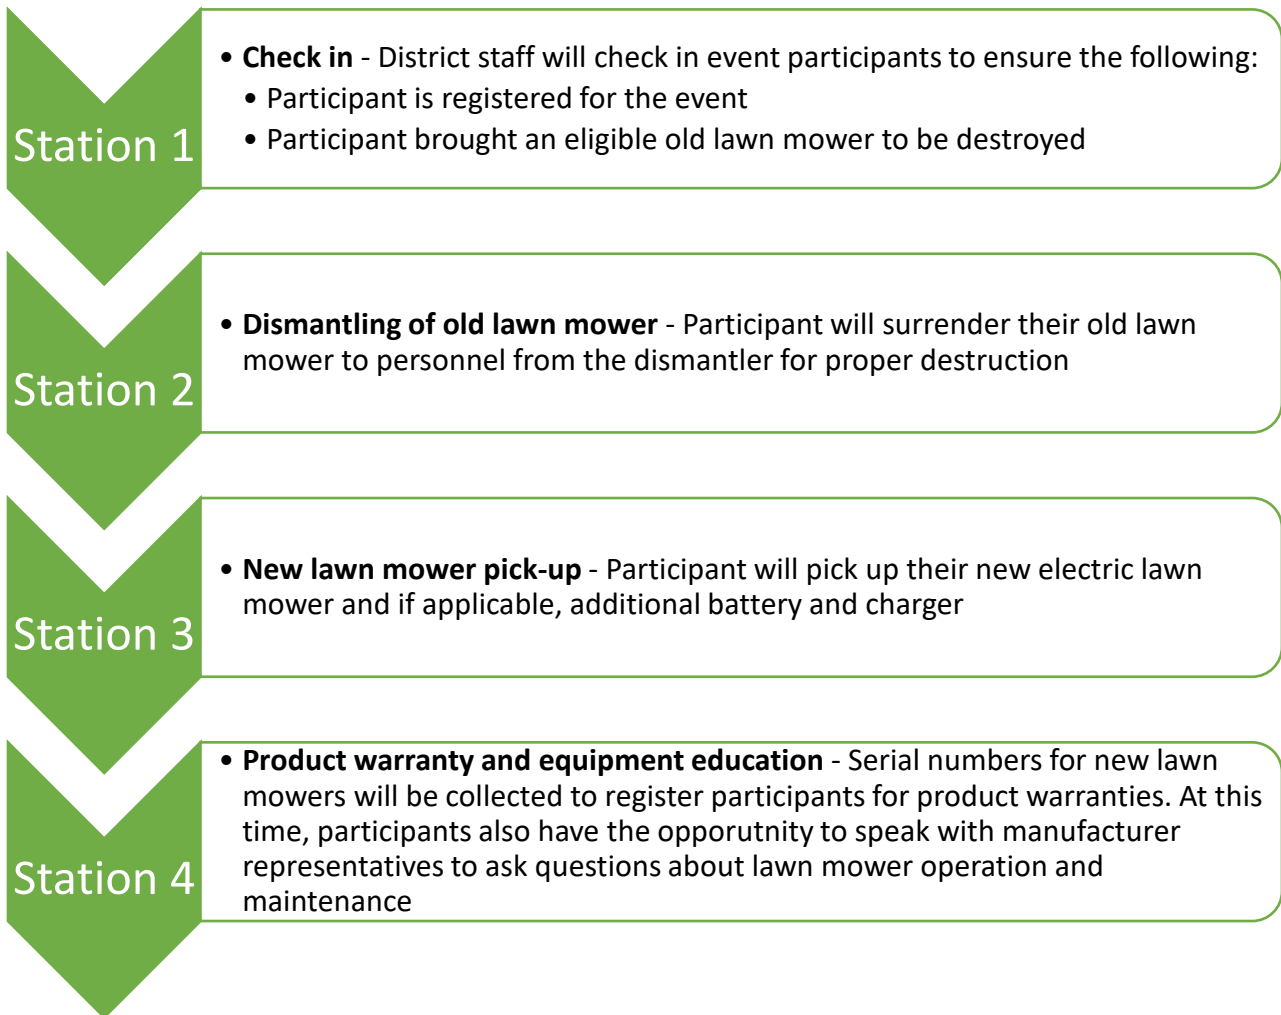 Station 1
• Check in - District staff will check in event participants to ensure the following:
• Participant is registered for the event
• Participant brought an eligible old lawn mower to be destroyed
Station 2
• Dismantling of old lawn mower - Participant will surrender their old lawn
mower to personnel from the dismantler for proper destruction
Station 3
• New lawn mower pick-up - Participant will pick up their new electric lawn
mower and if applicable, additional battery and charger
Station 4
• Product warranty and equipment education - Serial numbers for new lawn
mowers will be collected to register participants for product warranties. At this
time, participants also have the opporutnity to speak with manufacturer
representatives to ask questions about lawn mower operation and
maintenance